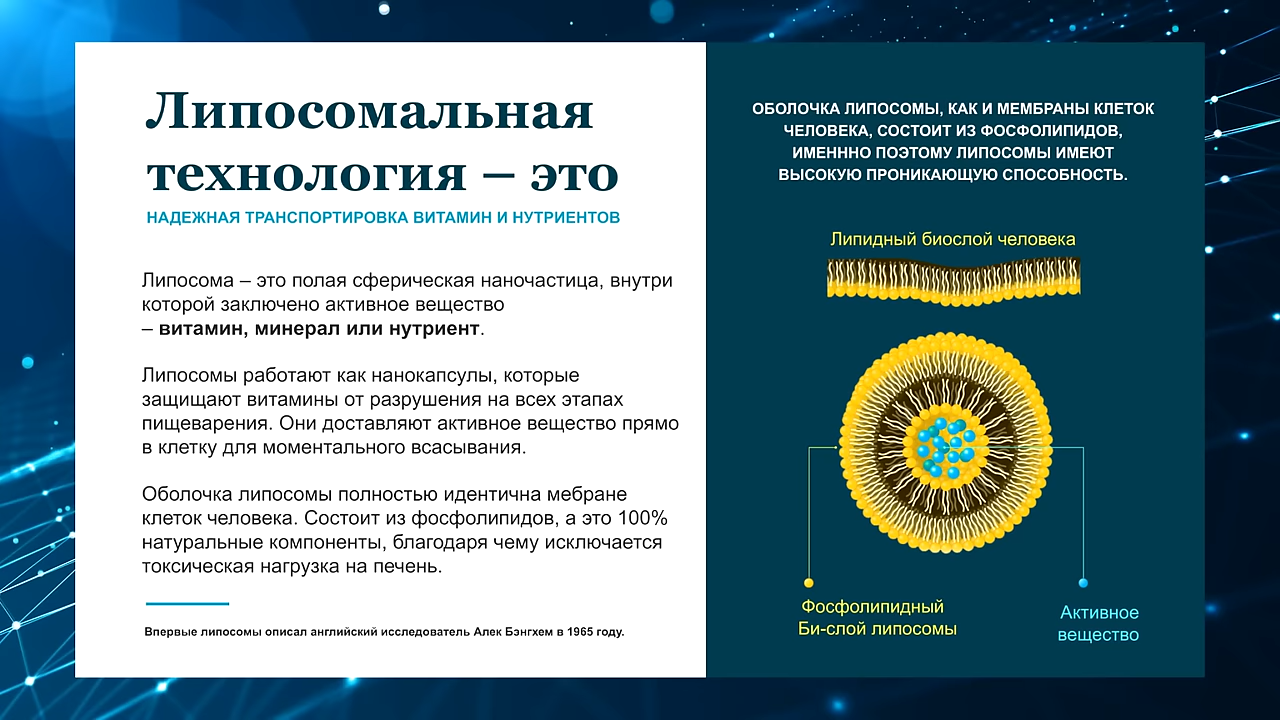 Липосомальная
технология – это
НАДЕЖНАЯ ТРАНСПОРТИРОВКА ВИТАМИН И НУТРИЕНТОВ
Липосома – это полая сферическая наночастица, внутри
которой заключено активное вещество
– витамин, минерал или нутриент.
Липосомы работают как нанокапсулы, которые
защищают витамины от разрушения на всех этапах
пищеварения. Они доставляют активное вещество прямо
в клетку для моментального всасывания.
Оболочка липосомы полностью идентична мебране
клеток человека. Состоит из фосфолипидов, а это 100%
натуральные компоненты, благодаря чему исключается
токсическая нагрузка на печень.
Впервые липосомы описал английский исследователь Алек Бэнгхем в 1965 году.
ОБОЛОЧКА ЛИПОСОМЫ, КАК И МЕМБРАНЫ КЛЕТОК
ЧЕЛОВЕКА, СОСТОИТ ИЗ ФОСФОЛИПИДОВ,
ИМЕНННО ПОЭТОМУ ЛИПОСОМЫ ИМЕЮТ
ВЫСОКУЮ ПРОНИКАЮЩУЮ СПОСОБНОСТЬ.
Липидный биослой человека
Фосфолипидный
Би-слой липосомы
Активное
вещество